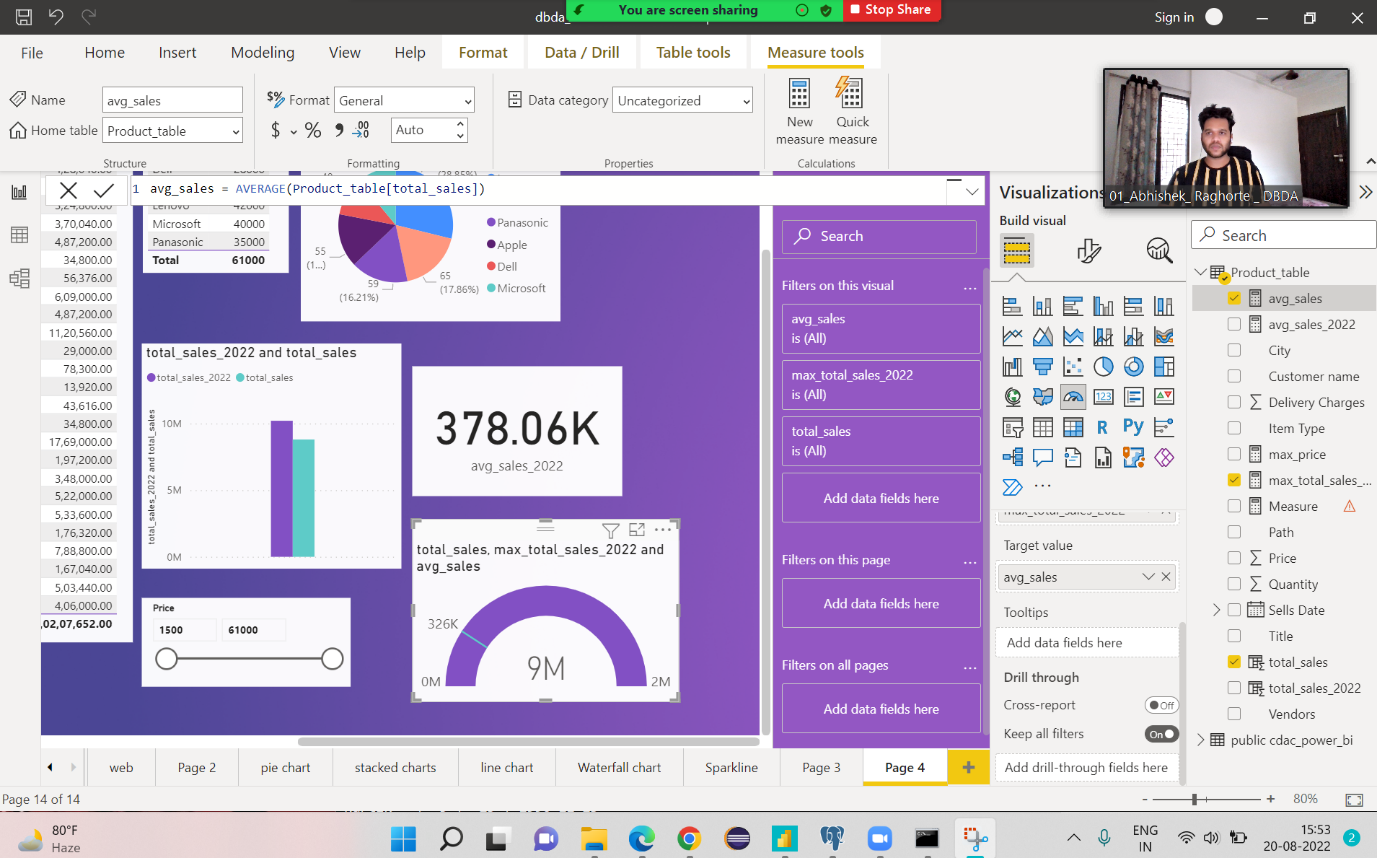 dbda_
You are screen sharing
Stop Share
Sign in
File
Home
Insert
Modeling
View
Help
Format
Data / Drill
Table tools
Measure tools
Name
avg_sales
Home table
Product_table
Structure
$% Format
General
$
%
,
.00
Auto
Formatting
Data category
Uncategorized
Properties
New
measure
Quick
measure
Calculations
01_Abhishek_ Raghorte _ DBDA
1 avg_sales = AVERAGE(Product_table[total_sales])
3,70,040.00
4,87,200.00
34,800.00
56,376.00
6,09,000.00
4,87,200.00
11,20,560.00
29,000.00
78,300.00
13,920.00
43,616.00
34,800.00
17,69,000.00
1,97,200.00
3,48,000.00
5,22,000.00
5,33,600.00
1,76,320.00
7,88,800.00
1,67,040.00
5,03,440.00
4,06,000.00
,02,07,652.00
Lenovo 42000
Microsoft 40000
Panasonic 35000
Total 61000
(28.85%)
55
(1...)
59
(16.21%)
65
(17.86%)
Panasonic
Apple
Dell
Microsoft
total_sales_2022 and total_sales
total_sales_2022 total_sales
total_sales_2022 and total_sales
10M
5M
0M
378.06K
avg_sales_2022
total_sales, max_total_sales_2022 and
avg_sales
326K
9M
0M
2M
Price
1500
61000
Search
Filters on this visual
...
avg_sales
is (All)
max_total_sales_2022
is (All)
total_sales
is (All)
Add data fields here
Filters on this page
...
Add data fields here
Filters on all pages
...
Add data fields here
Visualizations
Build visual
123
R
Py
...
max_total_sales_2022
Target value
avg_sales
Tooltips
Add data fields here
Drill through
Cross-report
Off
Keep all filters
On
Add drill-through fields here
Search
Product_table
avg_sales
avg_sales_2022
City
Customer name
Delivery Charges
Item Type
max_price
max_total_sales_...
Measure
Path
Price
Quantity
Sells Date
Title
total_sales
total_sales_2022
Vendors
public cdac_power_bi
web
Page 2
pie chart
stacked charts
line chart
Waterfall chart
Sparkline
Page 3
Page 4
+
Page 14 of 14
- + 80%
80°F
Haze
ENG
IN
15:53
20-08-2022
2